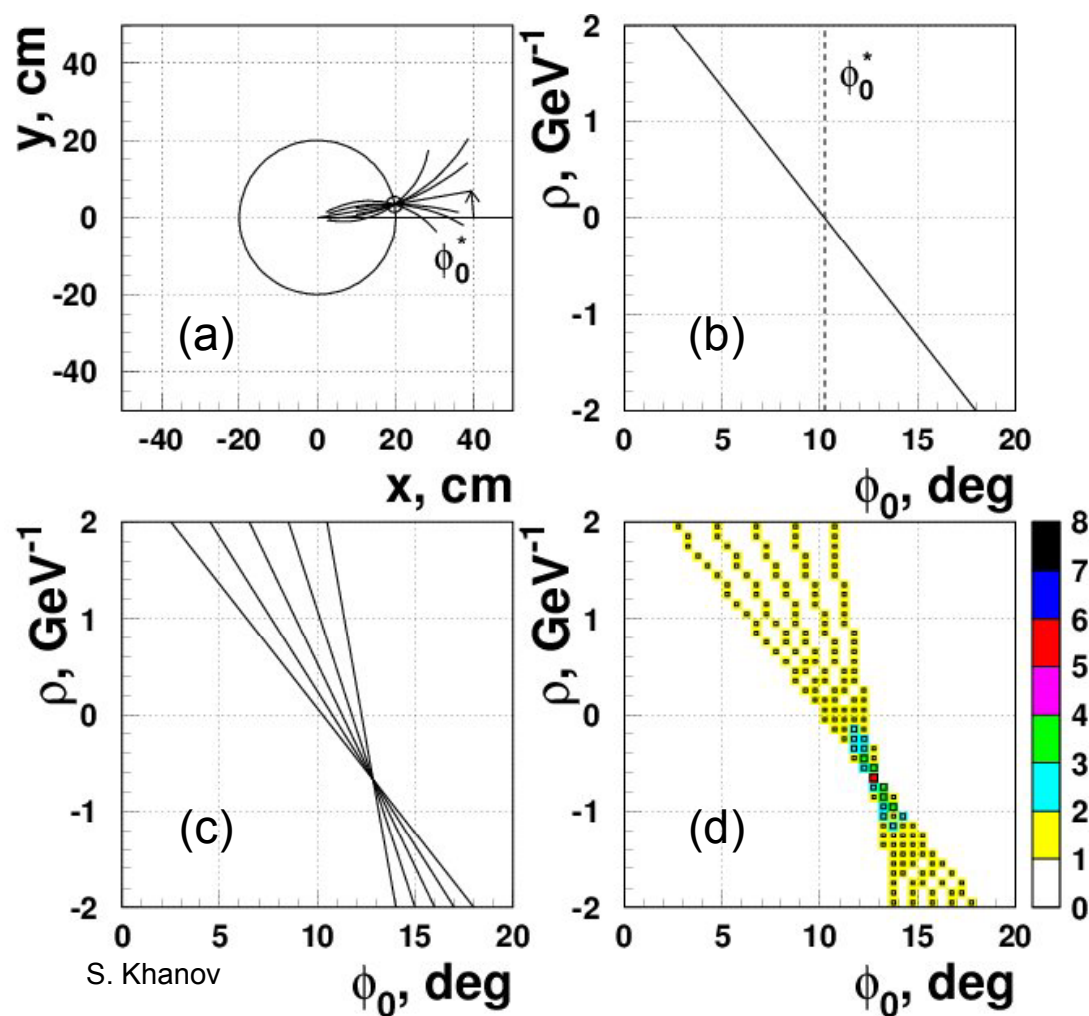 y, cm
40
20
0
-20
-40
-40 -20 0 20 40
x, cm
ϕ₀*
(a)
ρ, GeV⁻¹
2
1
0
-1
-2
0 5 10 15 20
ϕ₀, deg
ϕ₀*
(b)
ρ, GeV⁻¹
2
1
0
-1
-2
0 5 10 15 20
ϕ₀, deg
(c)
S. Khanov
ρ, GeV⁻¹
2
1
0
-1
-2
0 5 10 15 20
ϕ₀, deg
(d)
8
7
6
5
4
3
2
1
0